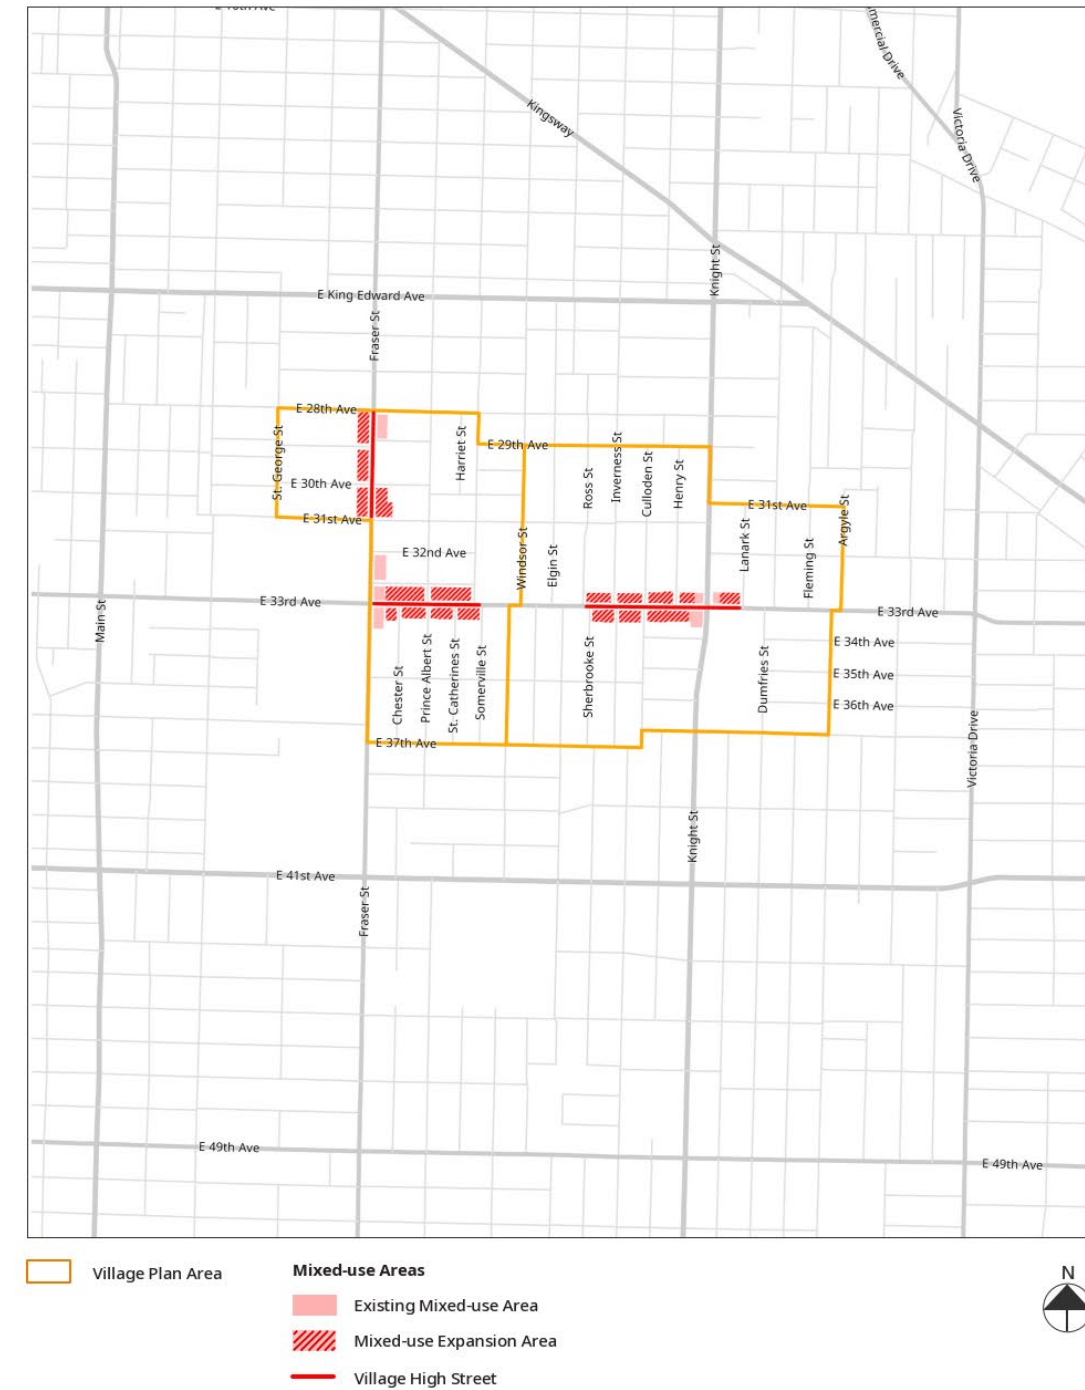 Kingsway
Victoria Drive
Knight St
E King Edward Ave
Fraser St
E 28th Ave
St. George St
Harriet St
E 29th Ave
E 30th Ave
Ross St
Inverness St
Culloden St
Henry St
E 31st Ave
E 31st Ave
Argyle St
Lanark St
Windsor St
Elgin St
E 32nd Ave
Fleming St
E 33rd Ave
Main St
E 33rd Ave
E 34th Ave
E 35th Ave
E 36th Ave
Chester St
Prince Albert St
St. Catherines St
Somerville St
Sherbrooke St
Dumfries St
E 37th Ave
Victoria Drive
Knight St
E 41st Ave
Fraser St
E 49th Ave
E 49th Ave
Village Plan Area
Mixed-use Areas
Existing Mixed-use Area
Mixed-use Expansion Area
Village High Street
N